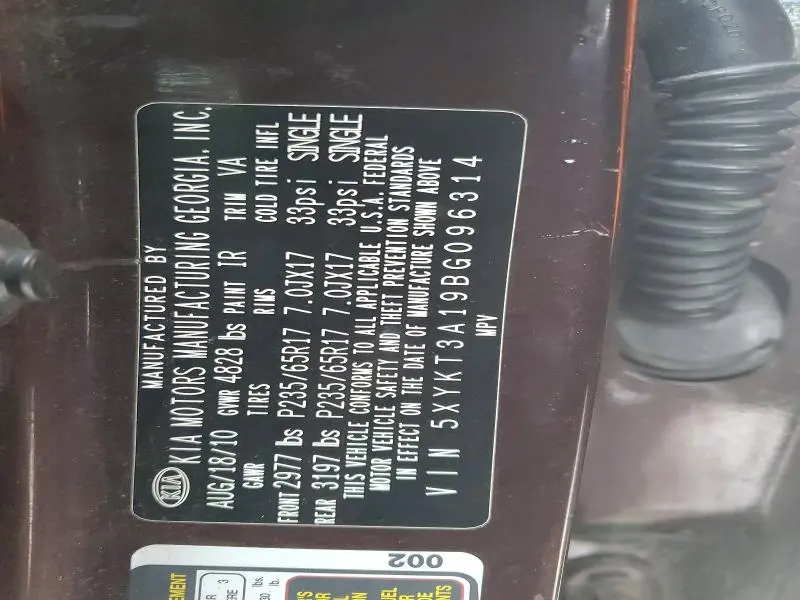 MANUFACTURED BY
KIA KIA MOTORS MANUFACTURING GEORGIA, INC.
AUG/18/10 GVWR 4828 lbs PAINT IR TRIM VA
GAWR TIRES RIMS COLD TIRE INFL
FRONT 2977 lbs P235/65R17 7.0JX17 33psi SINGLE
REAR 3197 lbs P235/65R17 7.0JX17 33psi SINGLE
THIS VEHICLE CONFORMS TO ALL APPLICABLE U.S.A. FEDERAL
MOTOR VEHICLE SAFETY AND THEFT PREVENTION STANDARDS
IN EFFECT ON THE DATE OF MANUFACTURE SHOWN ABOVE
VIN 5XYKT3A19BG096314
MPV
002